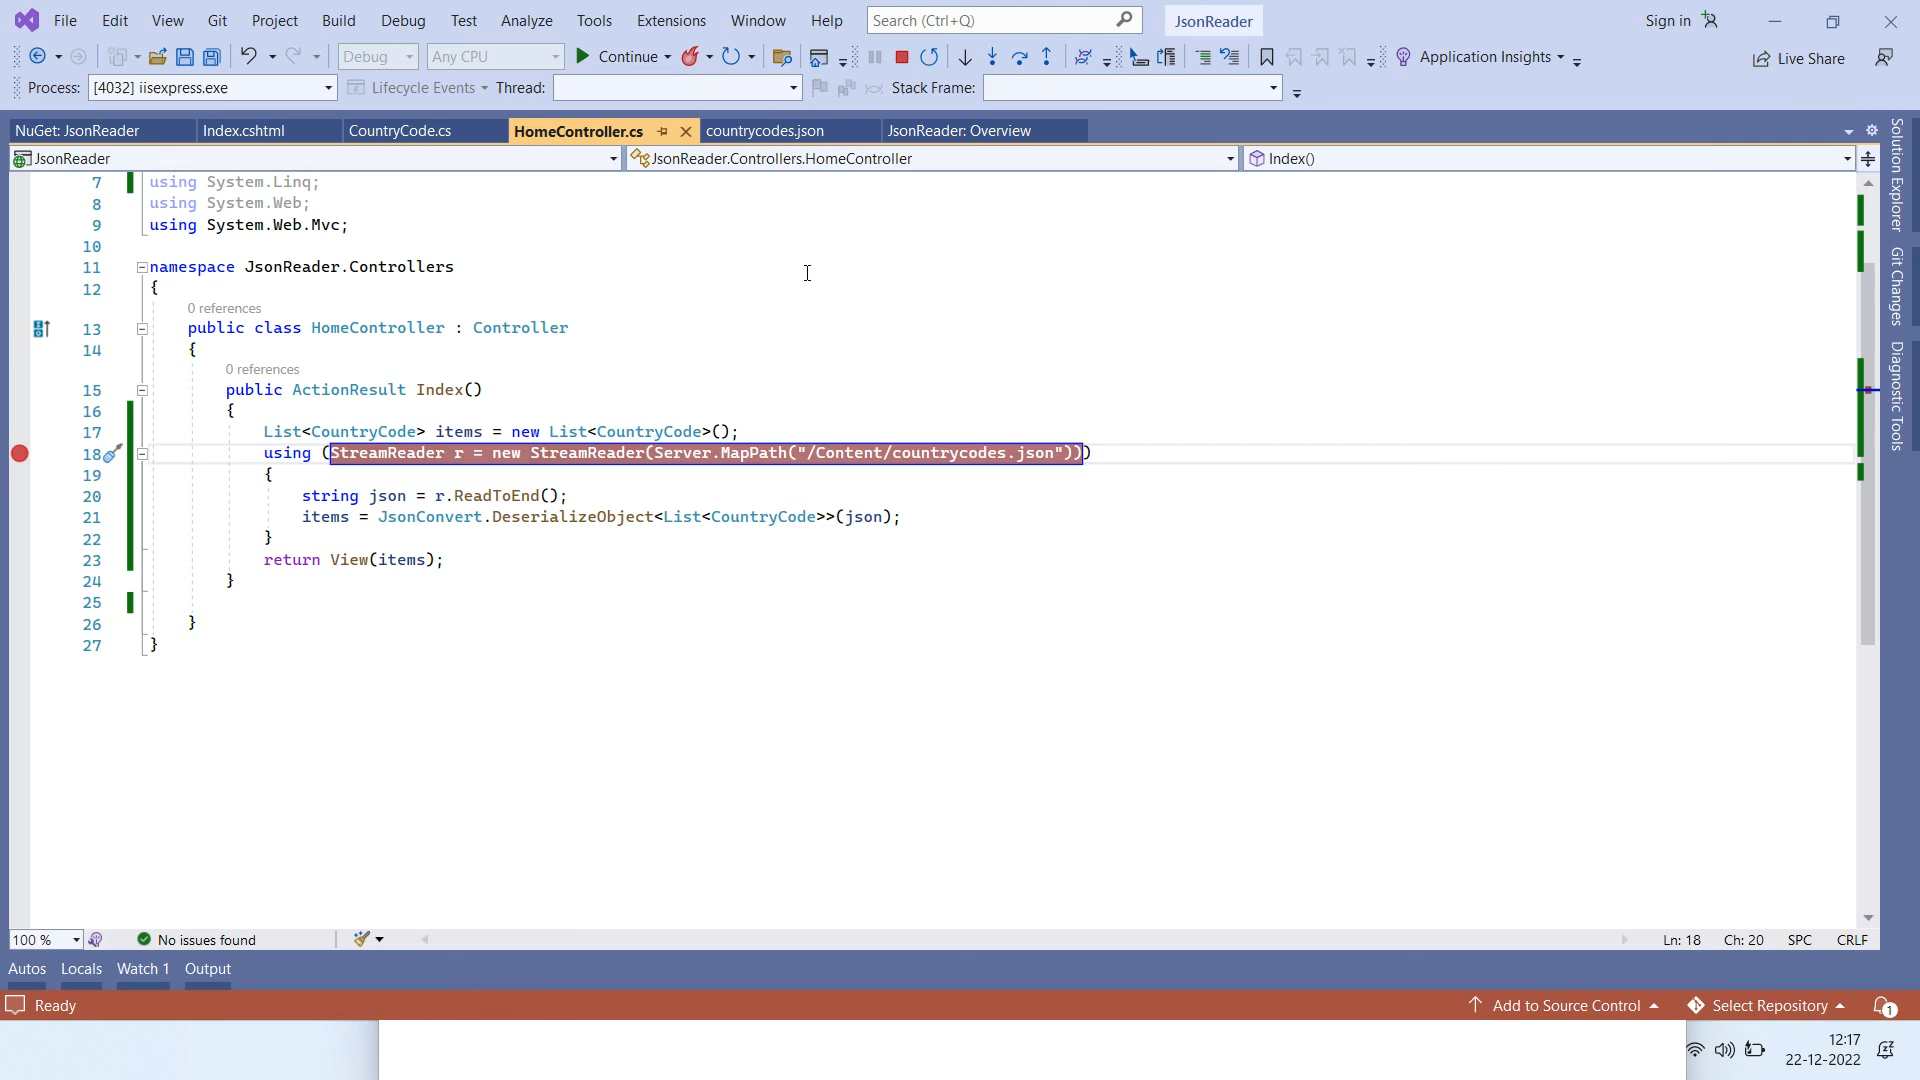 File Edit View Git Project Build Debug Test Analyze Tools Extensions Window Help Search (Ctrl+Q) JsonReader Sign in
Debug Any CPU Continue Application Insights Live Share
Process: [4032] iisexpress.exe Lifecycle Events Thread: Stack Frame:
NuGet: JsonReader Index.cshtml CountryCode.cs HomeController.cs countrycodes.json JsonReader: Overview
JsonReader JsonReader.Controllers.HomeController Index()
7 using System.Linq;
8 using System.Web;
9 using System.Web.Mvc;
10
11 namespace JsonReader.Controllers
12 {
0 references
13 public class HomeController : Controller
14 {
0 references
15 public ActionResult Index()
16 {
17 List<CountryCode> items = new List<CountryCode>();
18 using (StreamReader r = new StreamReader(Server.MapPath("/Content/countrycodes.json")))
19 {
20 string json = r.ReadToEnd();
21 items = JsonConvert.DeserializeObject<List<CountryCode>>(json);
22 }
23 return View(items);
24 }
25
26 }
27 }
Solution Explorer
Git Changes
Diagnostic Tools
100 % No issues found Ln: 18 Ch: 20 SPC CRLF
Autos Locals Watch 1 Output
Ready Add to Source Control Select Repository 1
12:17
22-12-2022